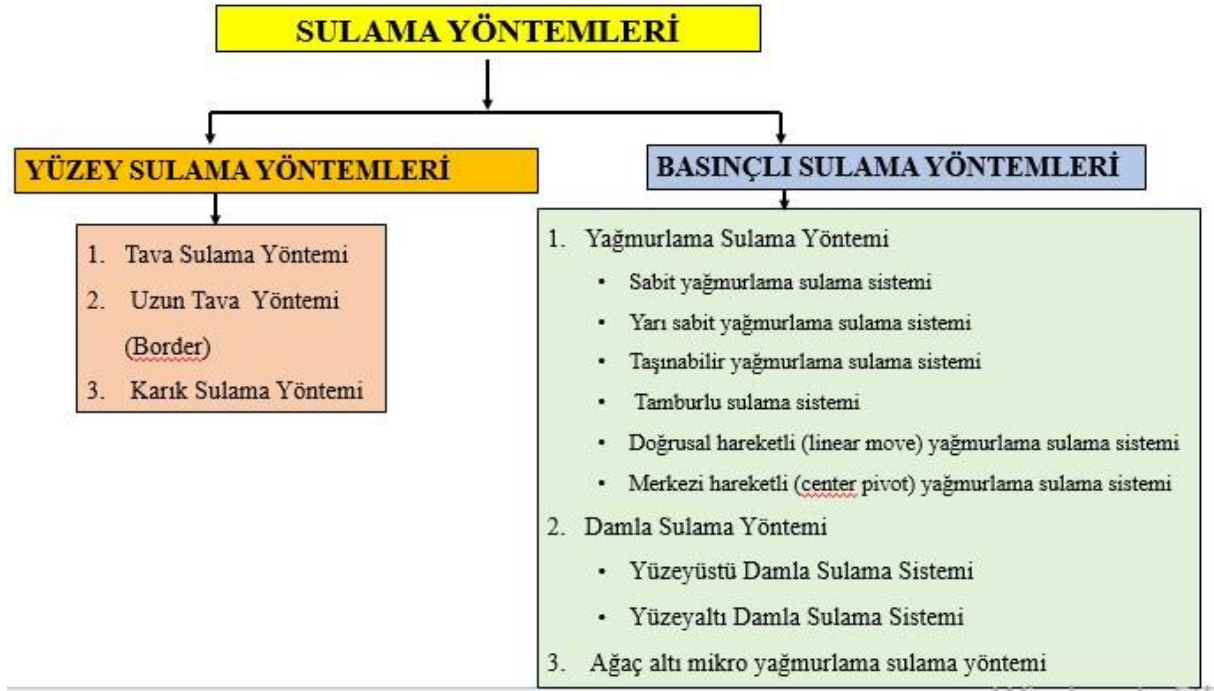 SULAMA YÖNTEMLERİ
YÜZEY SULAMA YÖNTEMLERİ
1. Tava Sulama Yöntemi
2. Uzun Tava Yöntemi
(Border)
3. Karık Sulama Yöntemi
BASINÇLI SULAMA YÖNTEMLERİ
1. Yağmurlama Sulama Yöntemi
• Sabit yağmurlama sulama sistemi
• Yarı sabit yağmurlama sulama sistemi
• Taşınabilir yağmurlama sulama sistemi
• Tamburlu sulama sistemi
• Doğrusal hareketli (linear move) yağmurlama sulama sistemi
• Merkezi hareketli (center pivot) yağmurlama sulama sistemi
2. Damla Sulama Yöntemi
• Yüzeyüstü Damla Sulama Sistemi
• Yüzeyaltı Damla Sulama Sistemi
3. Ağaç altı mikro yağmurlama sulama yöntemi